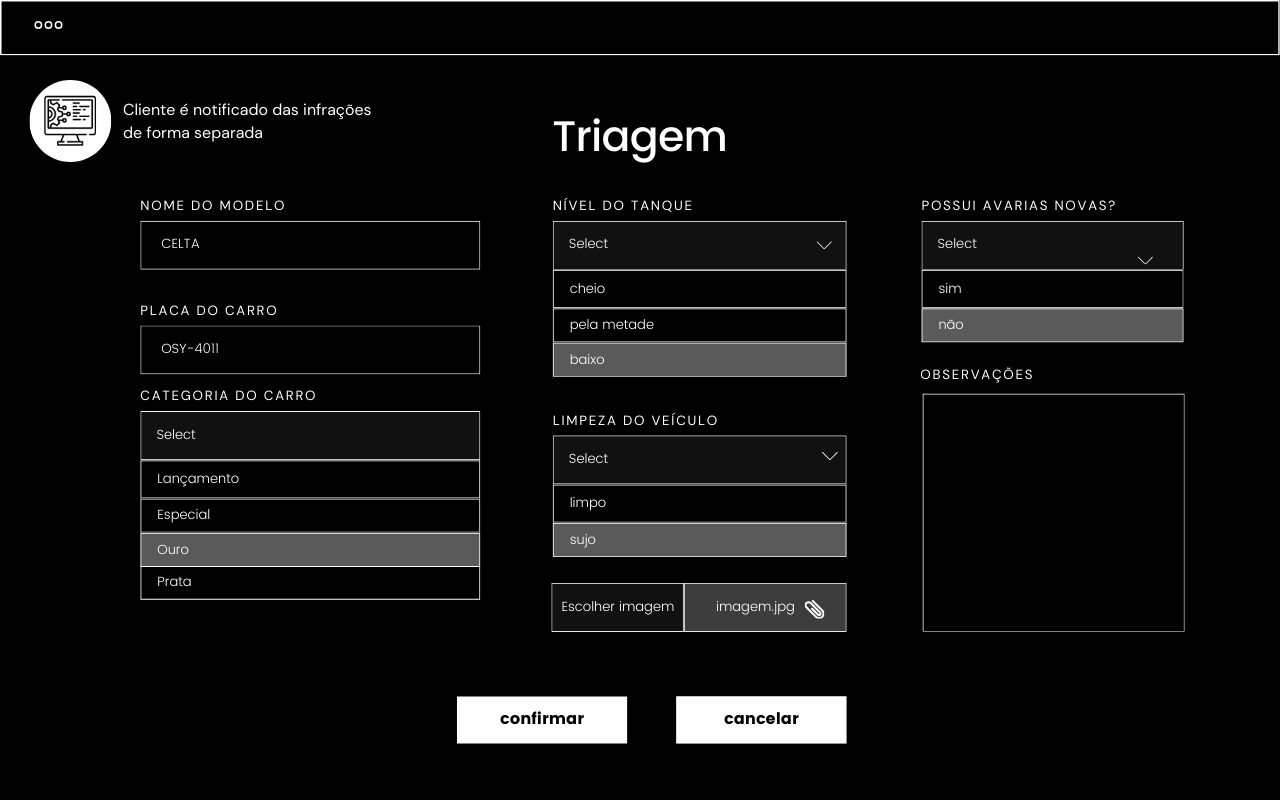 Cliente é notificado das infrações
de forma separada
Triagem
NOME DO MODELO
CELTA
PLACA DO CARRO
OSY-4011
CATEGORIA DO CARRO
Select
Lançamento
Especial
Ouro
Prata
NÍVEL DO TANQUE
Select
cheio
pela metade
baixo
LIMPEZA DO VEÍCULO
Select
limpo
sujo
Escolher imagem
imagem.jpg
POSSUI AVARIAS NOVAS?
Select
sim
não
OBSERVAÇÕES
confirmar
cancelar